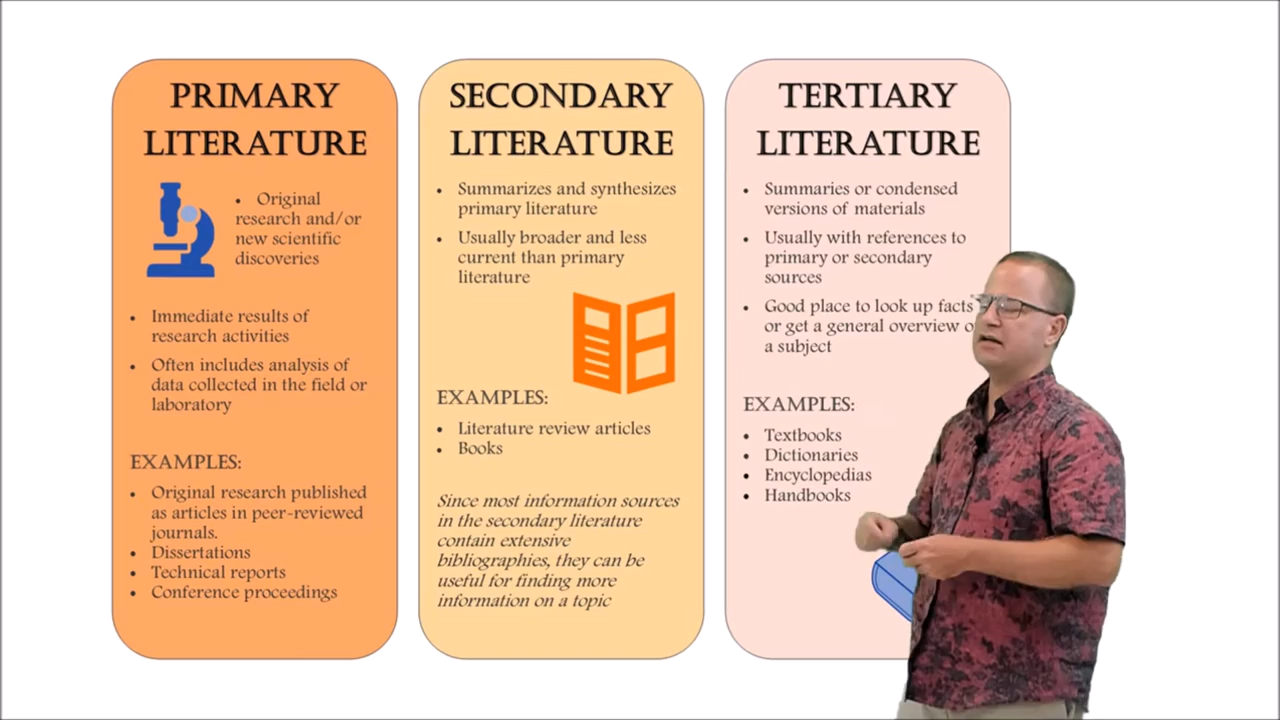 PRIMARY
LITERATURE
• Original
research and/or
new scientific
discoveries
• Immediate results of
research activities
• Often includes analysis of
data collected in the field or
laboratory
EXAMPLES:
• Original research published
as articles in peer-reviewed
journals.
• Dissertations
• Technical reports
• Conference proceedings
SECONDARY
LITERATURE
• Summarizes and synthesizes
primary literature
• Usually broader and less
current than primary
literature
EXAMPLES:
• Literature review articles
• Books
Since most information sources
in the secondary literature
contain extensive
bibliographies, they can be
useful for finding more
information on a topic
TERTIARY
LITERATURE
• Summaries or condensed
versions of materials
• Usually with references to
primary or secondary
sources
• Good place to look up facts
or get a general overview
a subject
EXAMPLES:
• Textbooks
• Dictionaries
• Encyclopedias
• Handbooks